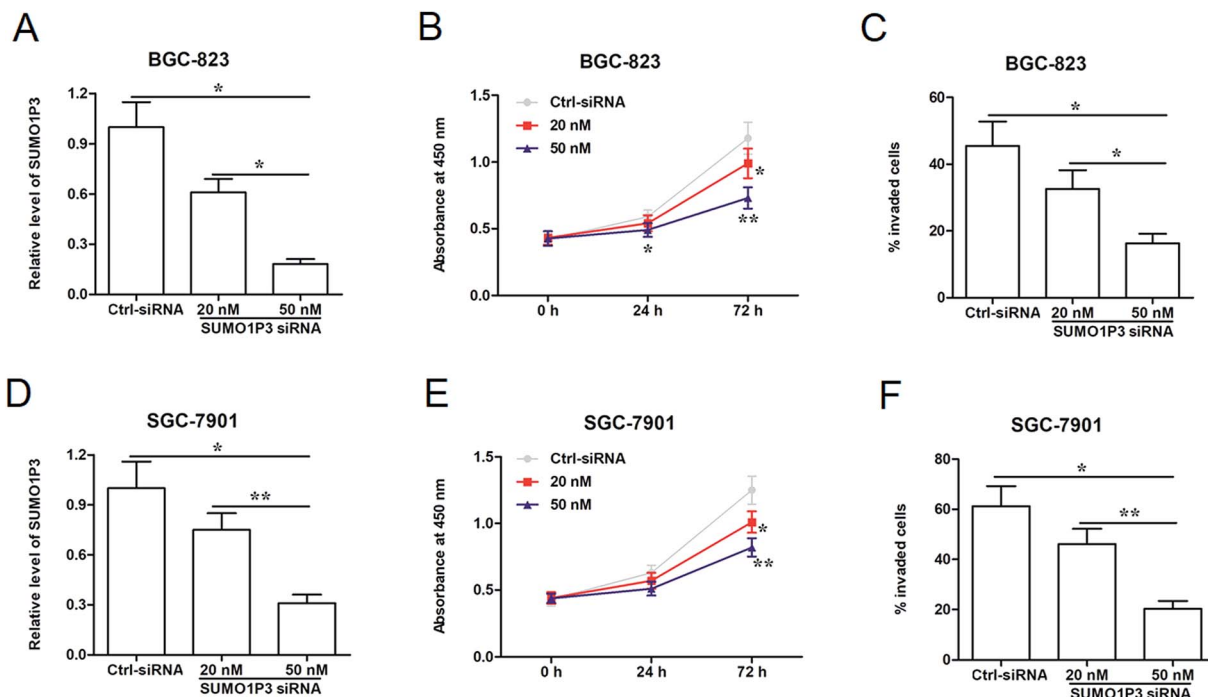 A
BGC-823
Relative level of SUMO1P3
1.2
0.9
0.6
0.3
0.0
*
*
Ctrl-siRNA 20 nM 50 nM
SUMO1P3 siRNA
B
BGC-823
Absorbance at 450 nm
1.5
1.0
0.5
0.0
Ctrl-siRNA
20 nM
50 nM
*
**
*
0 h 24 h 72 h
C
BGC-823
% invaded cells
60
40
20
0
*
*
Ctrl-siRNA 20 nM 50 nM
SUMO1P3 siRNA
D
SGC-7901
Relative level of SUMO1P3
1.2
0.9
0.6
0.3
0.0
*
**
Ctrl-siRNA 20 nM 50 nM
SUMO1P3 siRNA
E
SGC-7901
Absorbance at 450 nm
1.5
1.0
0.5
0.0
Ctrl-siRNA
20 nM
50 nM
*
**
0 h 24 h 72 h
F
SGC-7901
% invaded cells
80
60
40
20
0
*
**
Ctrl-siRNA 20 nM 50 nM
SUMO1P3 siRNA